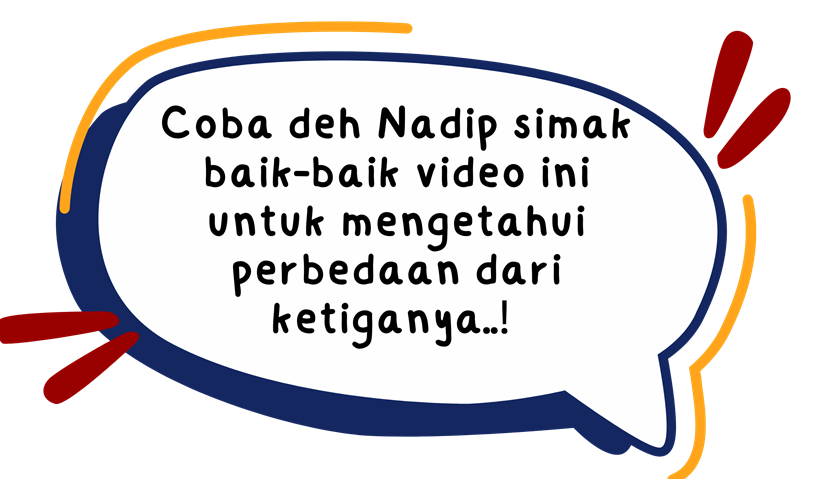 Coba deh Nadip simak
baik-baik video ini
untuk mengetahui
perbedaan dari
ketiganya..!